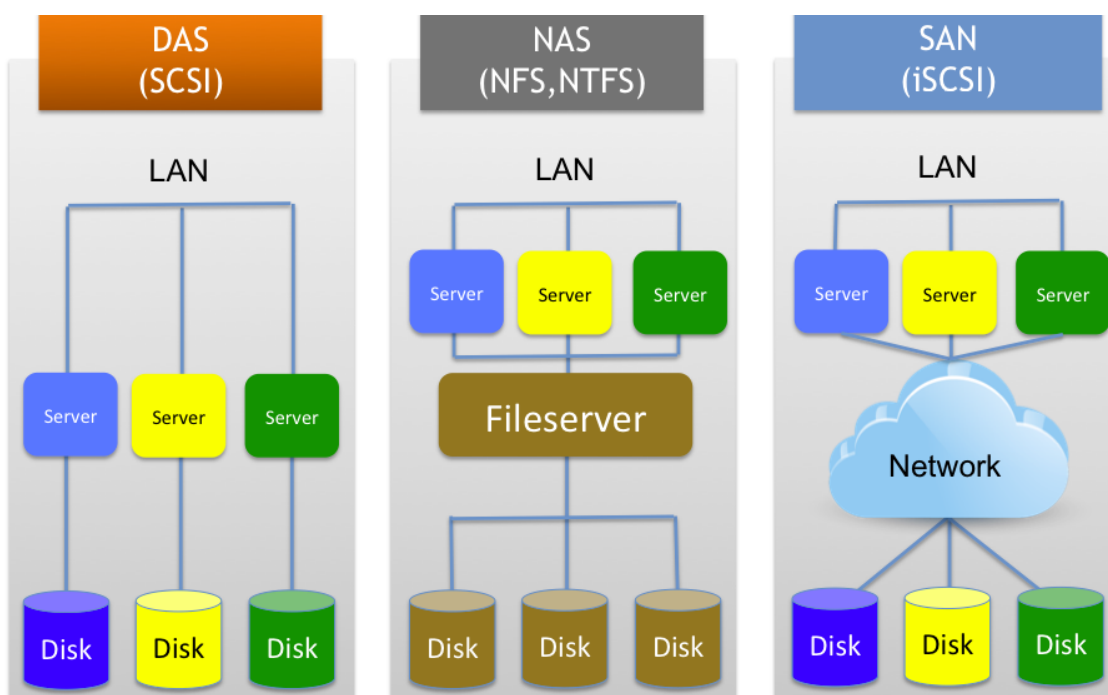 DAS
(SCSI)
LAN
Server
Server
Server
Disk
Disk
Disk
NAS
(NFS,NTFS)
LAN
Server
Server
Server
Fileserver
Disk
Disk
Disk
SAN
(iSCSI)
LAN
Server
Server
Server
Network
Disk
Disk
Disk